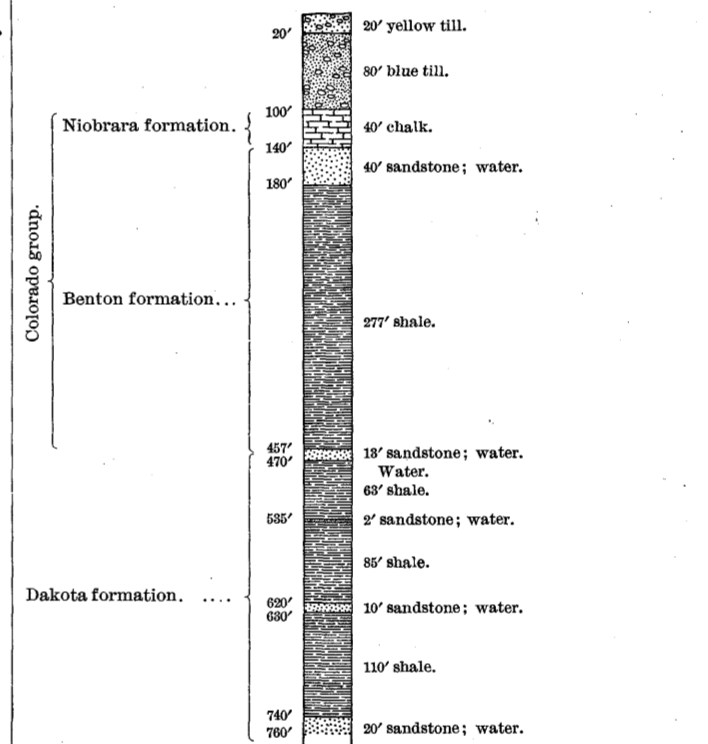 20′ yellow till.
20′
80′ blue till.
100′
Niobrara formation.
40′ chalk.
140′
40′ sandstone; water.
180′
Colorado group.
Benton formation...
277′ shale.
457′
13′ sandstone; water.
470′
Water.
63′ shale.
535′
2′ sandstone; water.
85′ shale.
Dakota formation. ....
620′
10′ sandstone; water.
630′
110′ shale.
740′
20′ sandstone; water.
760′